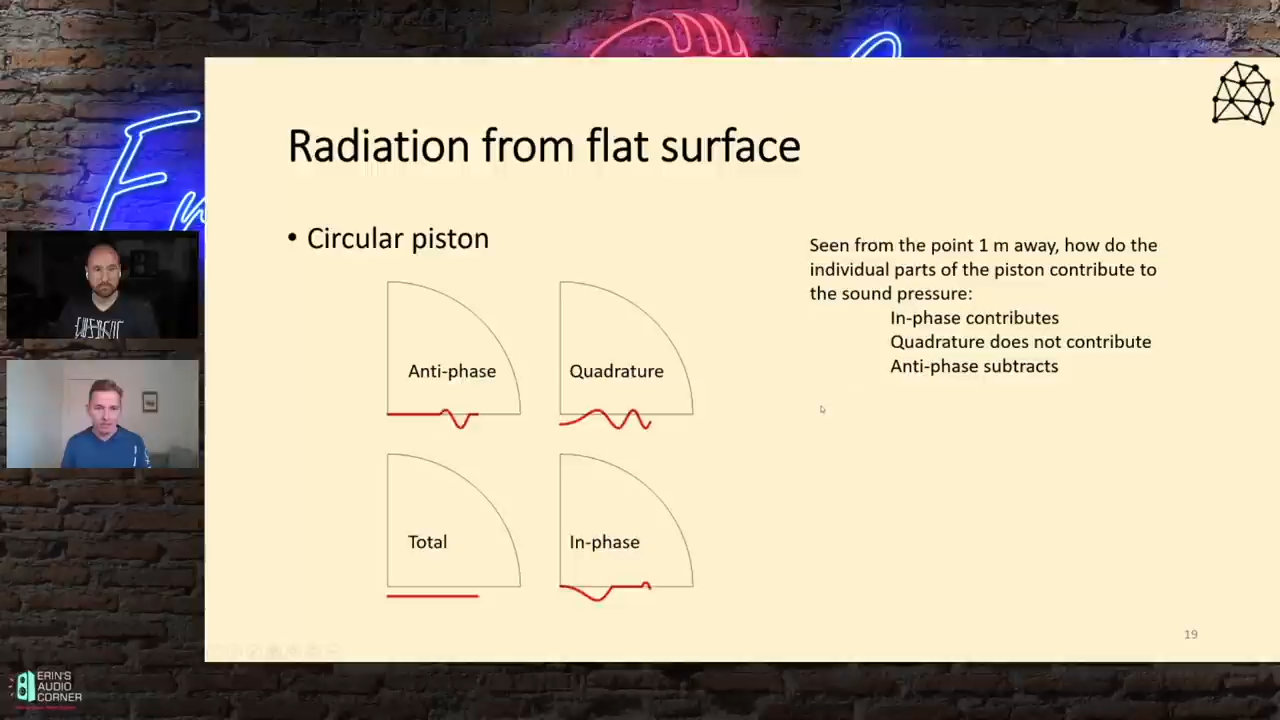 Radiation from flat surface
• Circular piston
Seen from the point 1 m away, how do the
individual parts of the piston contribute to
the sound pressure:
In-phase contributes
Quadrature does not contribute
Anti-phase subtracts
Anti-phase
Quadrature
Total
In-phase
19
ERIN'S
AUDIO
CORNER